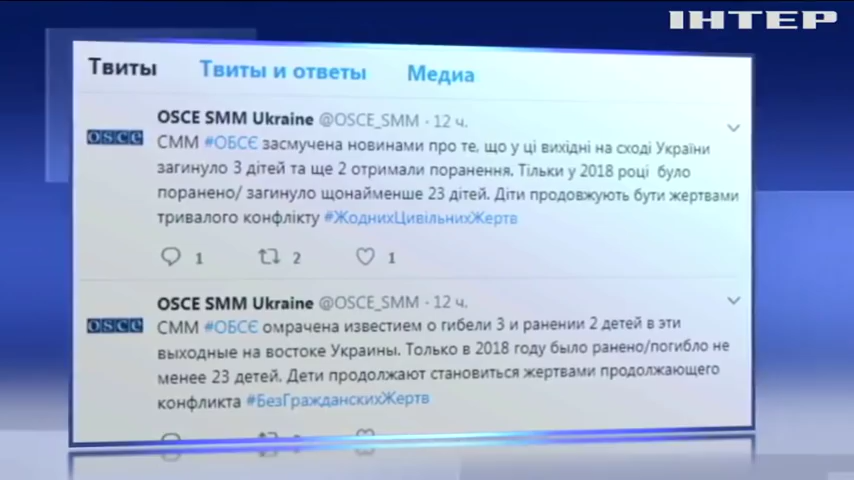 ІНТЕР
Твиты Твиты и ответы Медиа
OSCE SMM Ukraine @OSCE_SMM · 12 ч.
osce
СММ #ОБСЄ засмучена новинами про те, що у ці вихідні на сході України
загинуло 3 дітей та ще 2 отримали поранення. Тільки у 2018 році було
поранено/ загинуло щонайменше 23 дітей. Діти продовжують бути жертвами
тривалого конфлікту #ЖоднихЦивільнихЖертв
1 2 1
OSCE SMM Ukraine @OSCE_SMM · 12 ч.
osce
СММ #ОБСЄ омрачена известием о гибели 3 и ранении 2 детей в эти
выходные на востоке Украины. Только в 2018 году было ранено/погибло не
менее 23 детей. Дети продолжают становиться жертвами продолжающего
конфликта #БезГражданскихЖертв